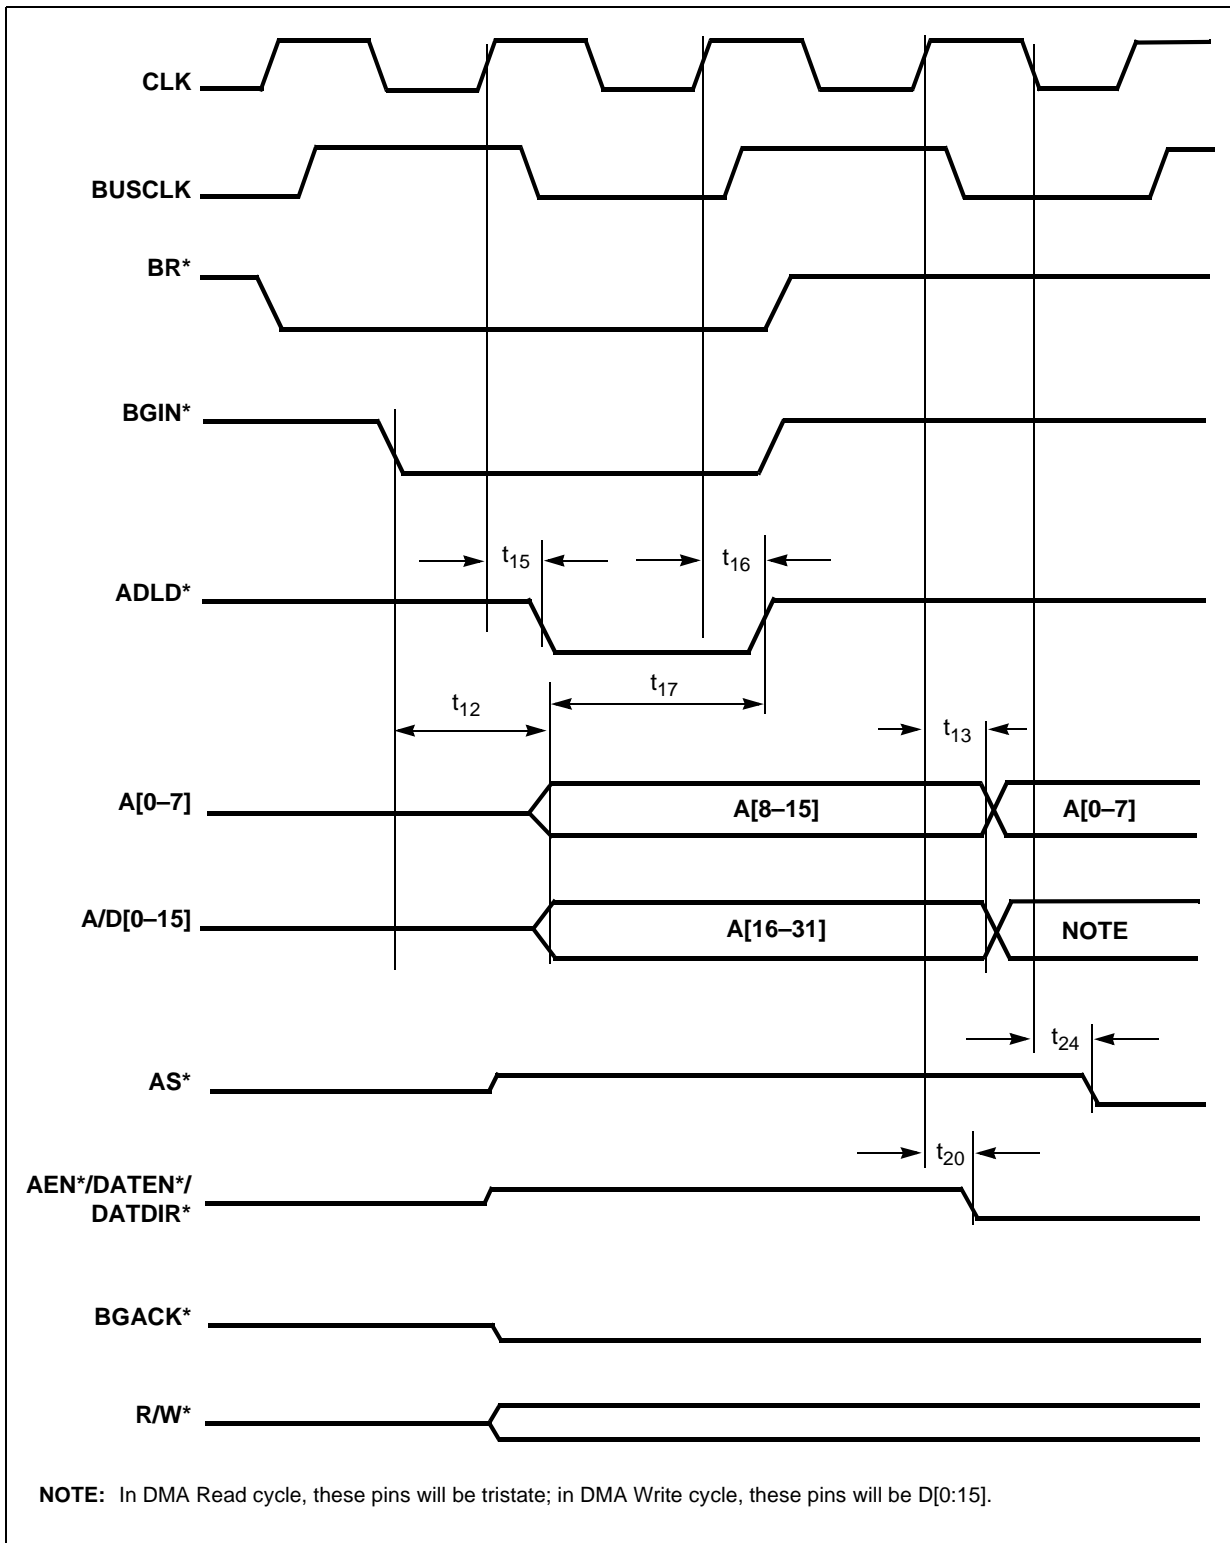 CLK
BUSCLK
BR*
BGIN*
t15
t16
ADLD*
t17
t12
t13
A[0–7]
A[8–15]
A[0–7]
A/D[0–15]
A[16–31]
NOTE
t24
AS*
t20
AEN*/DATEN*/
DATDIR*
BGACK*
R/W*
NOTE: In DMA Read cycle, these pins will be tristate; in DMA Write cycle, these pins will be D[0:15].